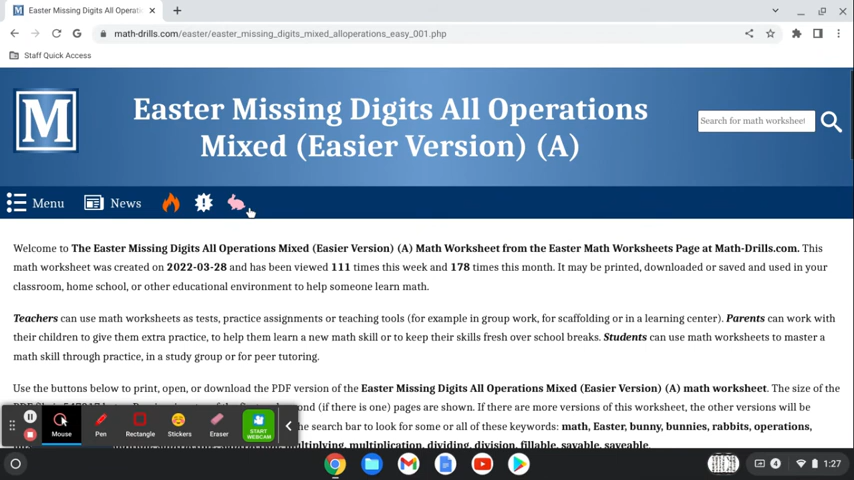 Easter Missing Digits All Operati
math-drills.com/easter/easter_missing_digits_mixed_alloperations_easy_001.php
Staff Quick Access
M
Easter Missing Digits All Operations
Mixed (Easier Version) (A)
Search for math worksheet
Menu
News
Welcome to The Easter Missing Digits All Operations Mixed (Easier Version) (A) Math Worksheet from the Easter Math Worksheets Page at Math-Drills.com. This
math worksheet was created on 2022-03-28 and has been viewed 111 times this week and 178 times this month. It may be printed, downloaded or saved and used in your
classroom, home school, or other educational environment to help someone learn math.
Teachers can use math worksheets as tests, practice assignments or teaching tools (for example in group work, for scaffolding or in a learning center). Parents can work with
their children to give them extra practice, to help them learn a new math skill or to keep their skills fresh over school breaks. Students can use math worksheets to master a
math skill through practice, in a study group or for peer tutoring.
Use the buttons below to print, open, or download the PDF version of the Easter Missing Digits All Operations Mixed (Easier Version) (A) math worksheet. The size of the
(if there is one) pages are shown. If there are more versions of this worksheet, the other versions will be
the search bar to look for some or all of these keywords: math, Easter, bunny, bunnies, rabbits, operations,
multiplying, multiplication, dividing, division, fillable, savable, saveable.
Mouse
Pen
Rectangle
Stickers
Eraser
START
WEBCAM
4
1:27